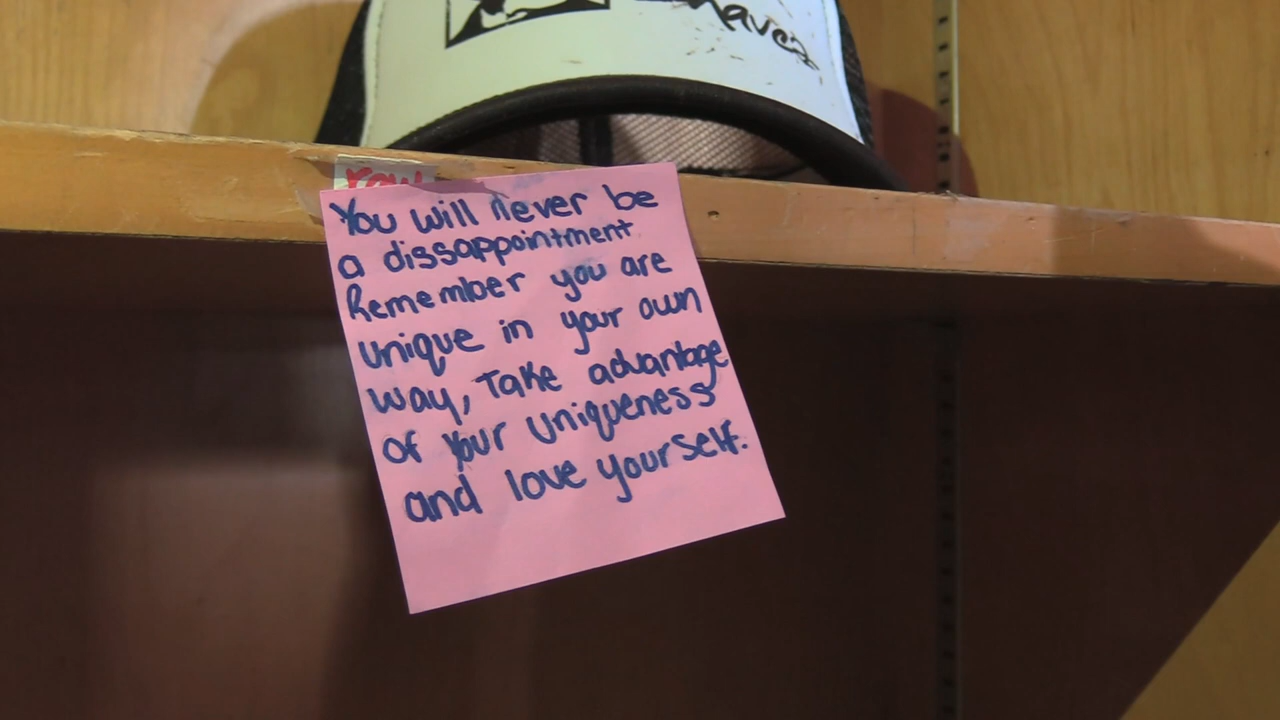 You will never be
a dissappointment
Remember you are
unique in your own
way, Take advantage
of your uniqueness
and love yourself.